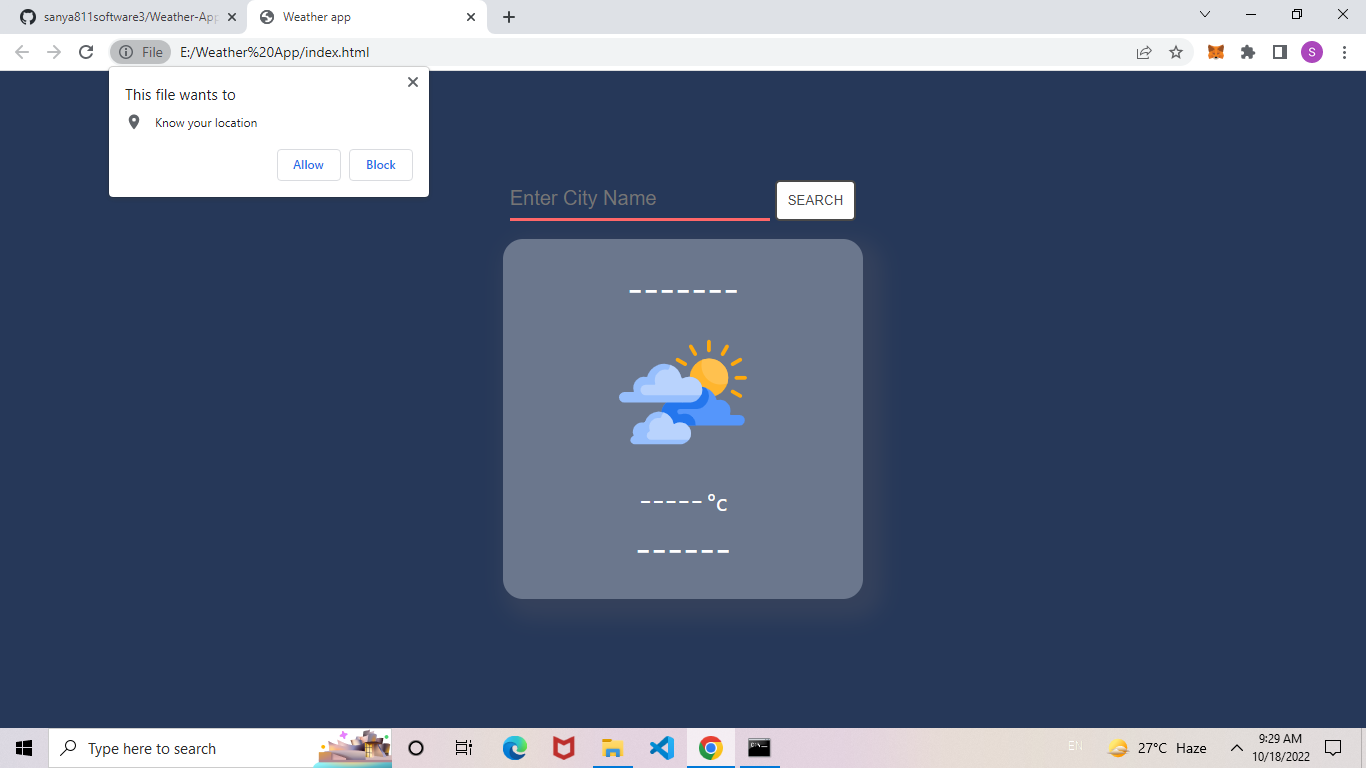 sanya811software3/Weather-App
Weather app
File
E:/Weather%20App/index.html
S
This file wants to
Know your location
Allow
Block
Enter City Name
SEARCH
-------
-----°c
------
Type here to search
EN
27°C Haze
9:29 AM
10/18/2022